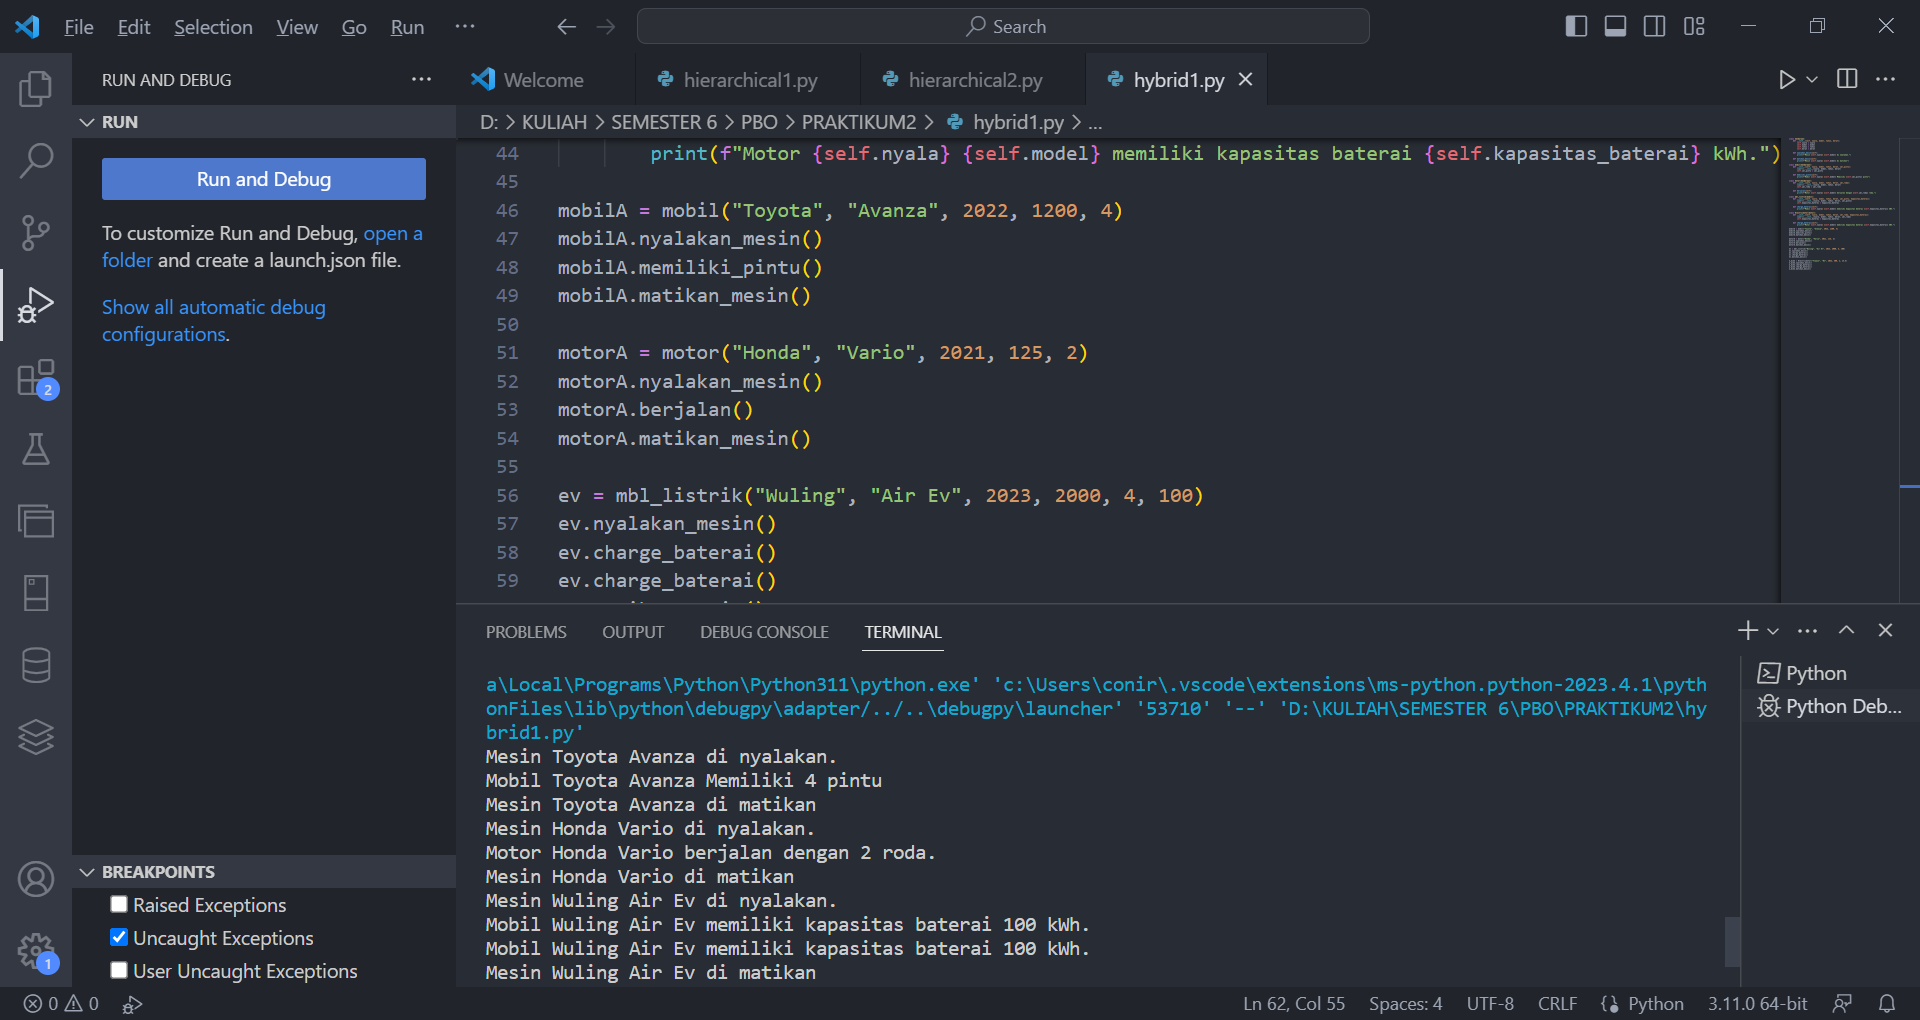 File Edit Selection View Go Run ··· Search
RUN AND DEBUG ··· Welcome hierarchical1.py hierarchical2.py hybrid1.py
RUN
D: > KULIAH > SEMESTER 6 > PBO > PRAKTIKUM2 > hybrid1.py > ...
Run and Debug
To customize Run and Debug, open a
folder and create a launch.json file.
Show all automatic debug
configurations.
44 print(f"Motor {self.nyala} {self.model} memiliki kapasitas baterai {self.kapasitas_baterai} kWh.")
45
46 mobilA = mobil("Toyota", "Avanza", 2022, 1200, 4)
47 mobilA.nyalakan_mesin()
48 mobilA.memiliki_pintu()
49 mobilA.matikan_mesin()
50
51 motorA = motor("Honda", "Vario", 2021, 125, 2)
52 motorA.nyalakan_mesin()
53 motorA.berjalan()
54 motorA.matikan_mesin()
55
56 ev = mbl_listrik("Wuling", "Air Ev", 2023, 2000, 4, 100)
57 ev.nyalakan_mesin()
58 ev.charge_baterai()
59 ev.charge_baterai()
2
PROBLEMS OUTPUT DEBUG CONSOLE TERMINAL
a\Local\Programs\Python\Python311\python.exe' 'c:\Users\conir\.vscode\extensions\ms-python.python-2023.4.1\pyth
onFiles\lib\python\debugpy\adapter/../..\debugpy\launcher' '53710' '--' 'D:\KULIAH\SEMESTER 6\PBO\PRAKTIKUM2\hy
brid1.py'
Mesin Toyota Avanza di nyalakan.
Mobil Toyota Avanza Memiliki 4 pintu
Mesin Toyota Avanza di matikan
Mesin Honda Vario di nyalakan.
Motor Honda Vario berjalan dengan 2 roda.
Mesin Honda Vario di matikan
Mesin Wuling Air Ev di nyalakan.
Mobil Wuling Air Ev memiliki kapasitas baterai 100 kWh.
Mobil Wuling Air Ev memiliki kapasitas baterai 100 kWh.
Mesin Wuling Air Ev di matikan
Python
Python Deb...
BREAKPOINTS
Raised Exceptions
Uncaught Exceptions
User Uncaught Exceptions
1
0 0 Ln 62, Col 55 Spaces: 4 UTF-8 CRLF Python 3.11.0 64-bit